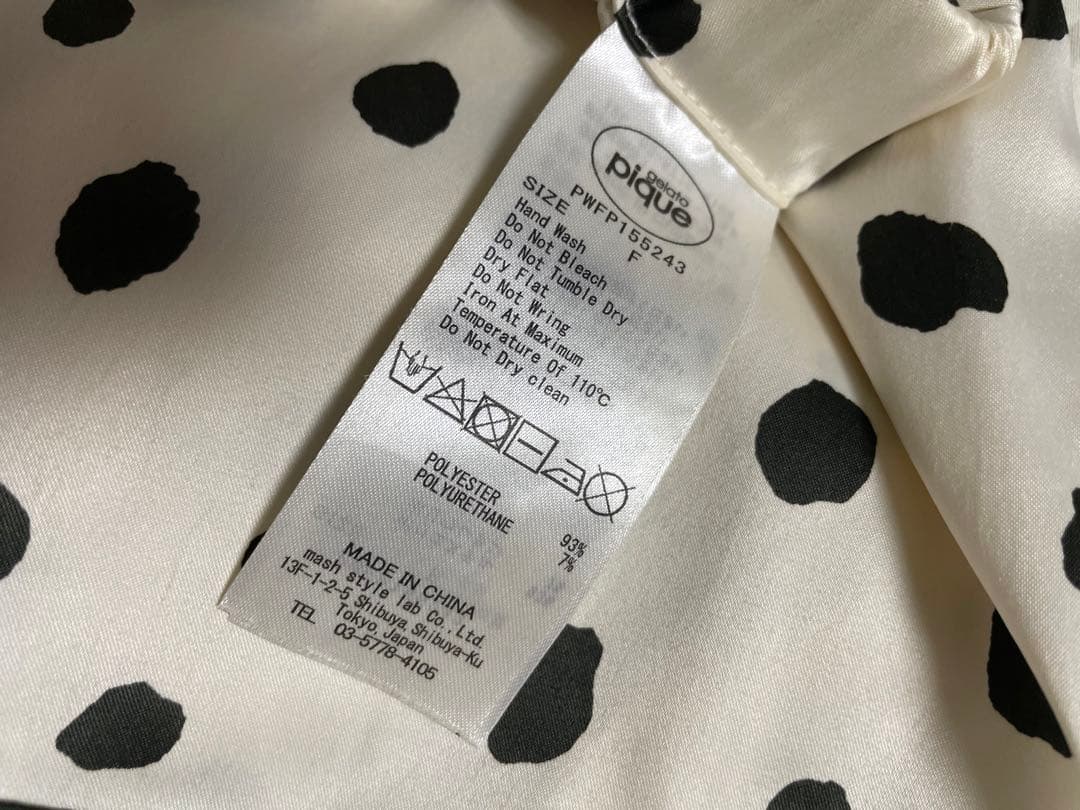 gelato
pique
PWFP155243
SIZE F
Hand Wash
Do Not Bleach
Do Not Tumble Dry
Dry Flat
Do Not Wring
Iron At Maximum
Temperature Of 110℃
Do Not Dry clean
POLYESTER 93%
POLYURETHANE 7%
MADE IN CHINA
mash style lab Co., Ltd.
13F-1-2-5 Shibuya, Shibuya-Ku
Tokyo, Japan
TEL 03-5778-4105